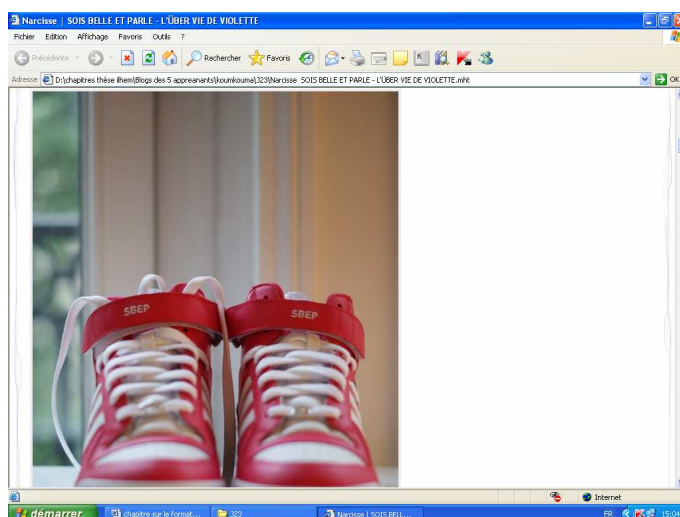 Narcisse | SOIS BELLE ET PARLE - L'ÜBER VIE DE VIOLETTE
Fichier Edition Affichage Favoris Outils ?
Précédente Rechercher Favoris
Adresse D:\chapitres thèse ilhem\Blogs des 5 appreanants\koumkouma\J23\Narcisse SOIS BELLE ET PARLE - L'ÜBER VIE DE VIOLETTE.mht OK
SBEP SBEP
Internet
démarrer chapitre sur le format... J23 Narcisse | SOIS BELL... FR 15:04